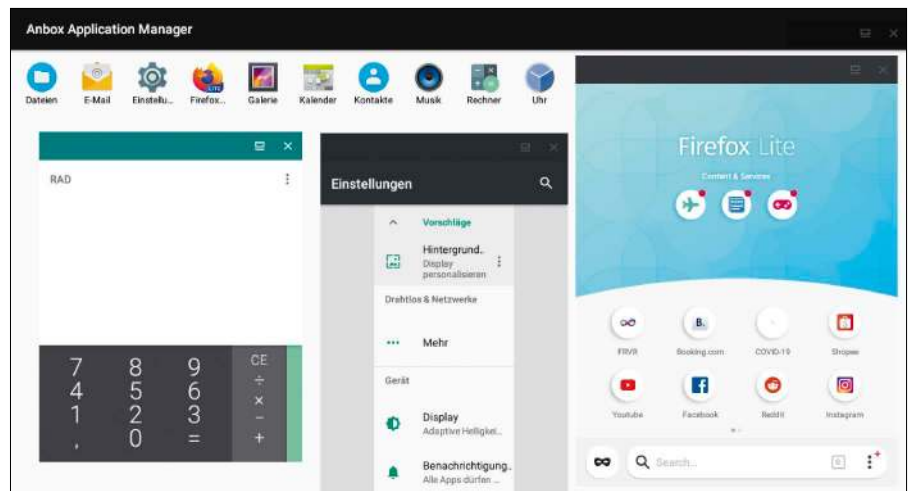 Anbox Application Manager
Dateien E-Mail Einstellu... Firefox... Galerie Kalender Kontakte Musik Rechner Uhr
RAD
7 8 9 CE
4 5 6 ÷
1 2 3 ×
−
, 0 = +
Einstellungen
Vorschläge
Hintergrund..
Display
personalisieren
Drahtlos & Netzwerke
Mehr
Gerät
Display
Adaptive Helligkei...
Benachrichtigung..
Alle Apps dürfen ...
Firefox Lite
Content & Services
FRVR Booking.com COVID-19 Shopee
Youtube Facebook Reddit Instagram
Search...